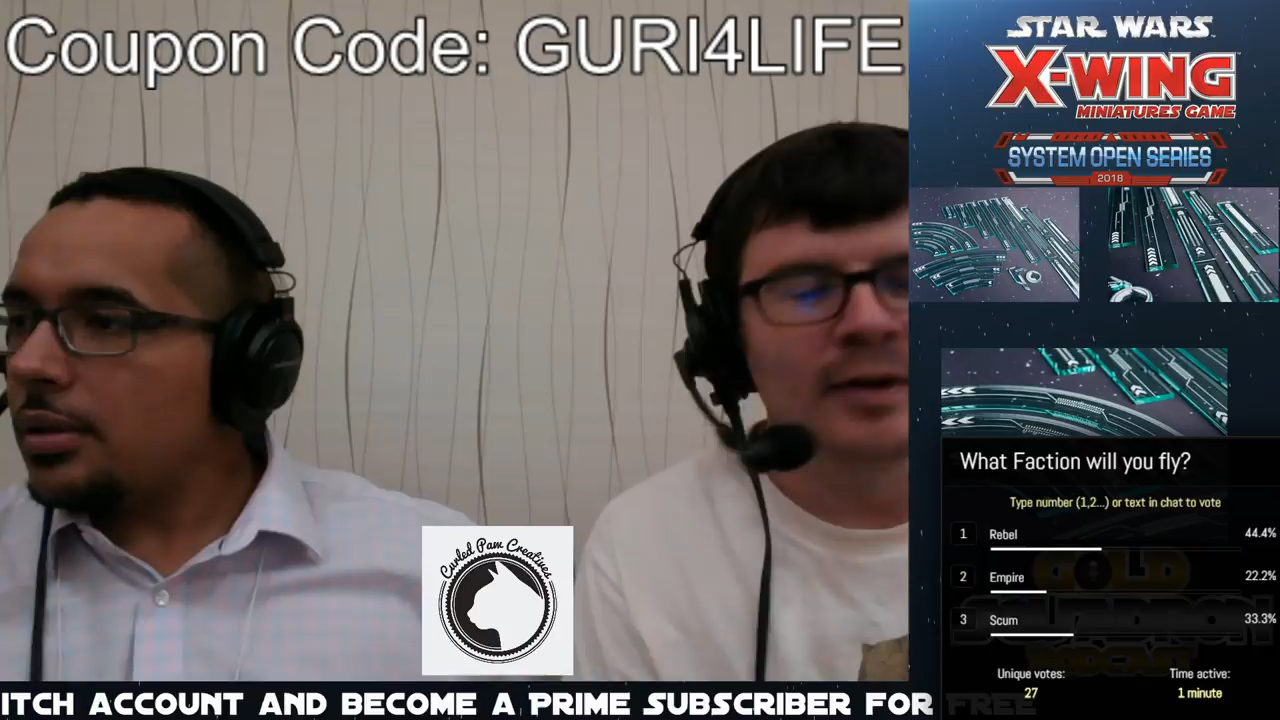 Coupon Code: GURI4LIFE
STAR WARS
X-WING
MINIATURES GAME
SYSTEM OPEN SERIES
2018
What Faction will you fly?
Type number (1,2...) or text in chat to vote
1 Rebel 44.4%
2 Empire 22.2%
3 Scum 33.3%
GOLD
SQUADRON
PODCAST
Unique votes: Time active:
27 1 minute
Curled Paw Creatives
ITCH ACCOUNT AND BECOME A PRIME SUBSCRIBER FOR FREE